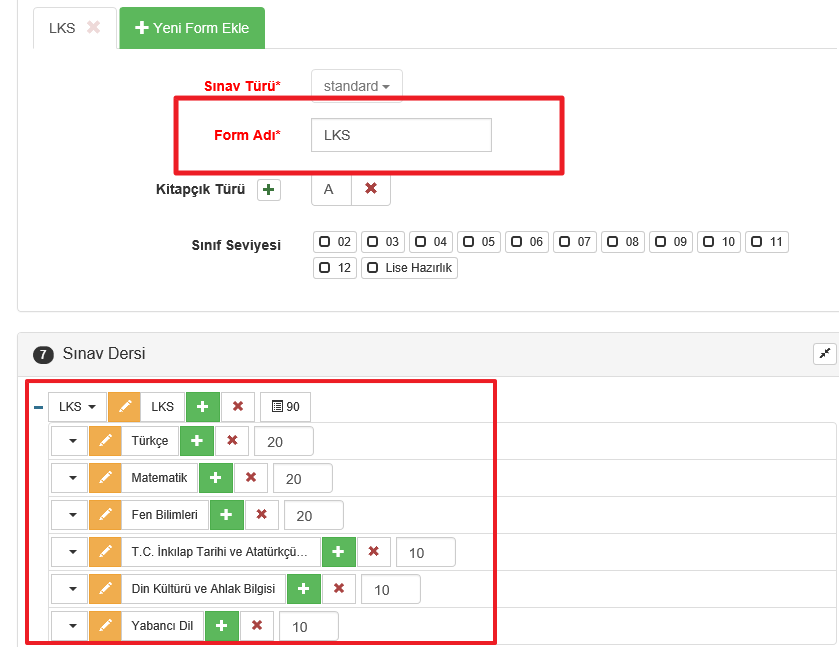 LKS Yeni Form Ekle
Sınav Türü* standard
Form Adı* LKS
Kitapçık Türü A
Sınıf Seviyesi 02 03 04 05 06 07 08 09 10 11
12 Lise Hazırlık
7 Sınav Dersi
LKS LKS 90
Türkçe 20
Matematik 20
Fen Bilimleri 20
T.C. İnkılap Tarihi ve Atatürkçü... 10
Din Kültürü ve Ahlak Bilgisi 10
Yabancı Dil 10